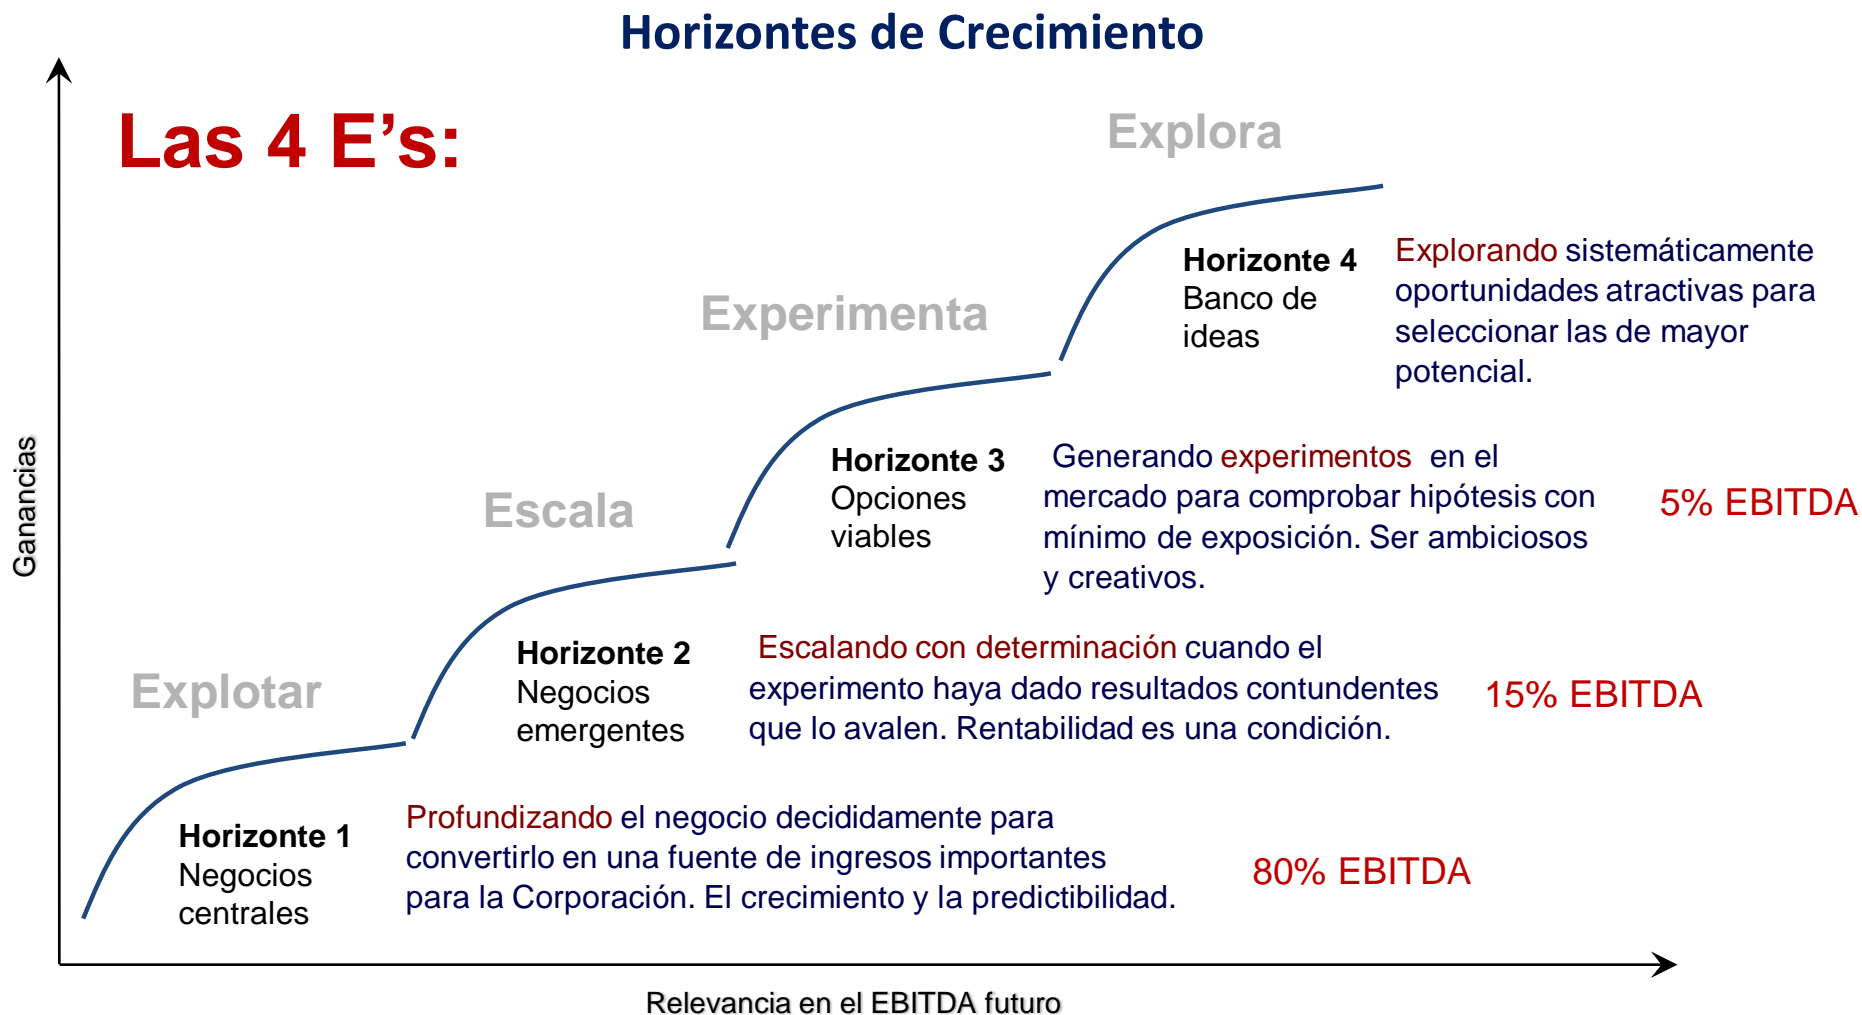 Horizontes de Crecimiento
Las 4 E’s:
Explora
Horizonte 4
Banco de
ideas
Explorando sistemáticamente
oportunidades atractivas para
seleccionar las de mayor
potencial.
Experimenta
Horizonte 3
Opciones
viables
Generando experimentos en el
mercado para comprobar hipótesis con
mínimo de exposición. Ser ambiciosos
y creativos.
5% EBITDA
Escala
Horizonte 2
Negocios
emergentes
Escalando con determinación cuando el
experimento haya dado resultados contundentes
que lo avalen. Rentabilidad es una condición.
15% EBITDA
Explotar
Horizonte 1
Negocios
centrales
Profundizando el negocio decididamente para
convertirlo en una fuente de ingresos importantes
para la Corporación. El crecimiento y la predictibilidad.
80% EBITDA
Ganancias
Relevancia en el EBITDA futuro